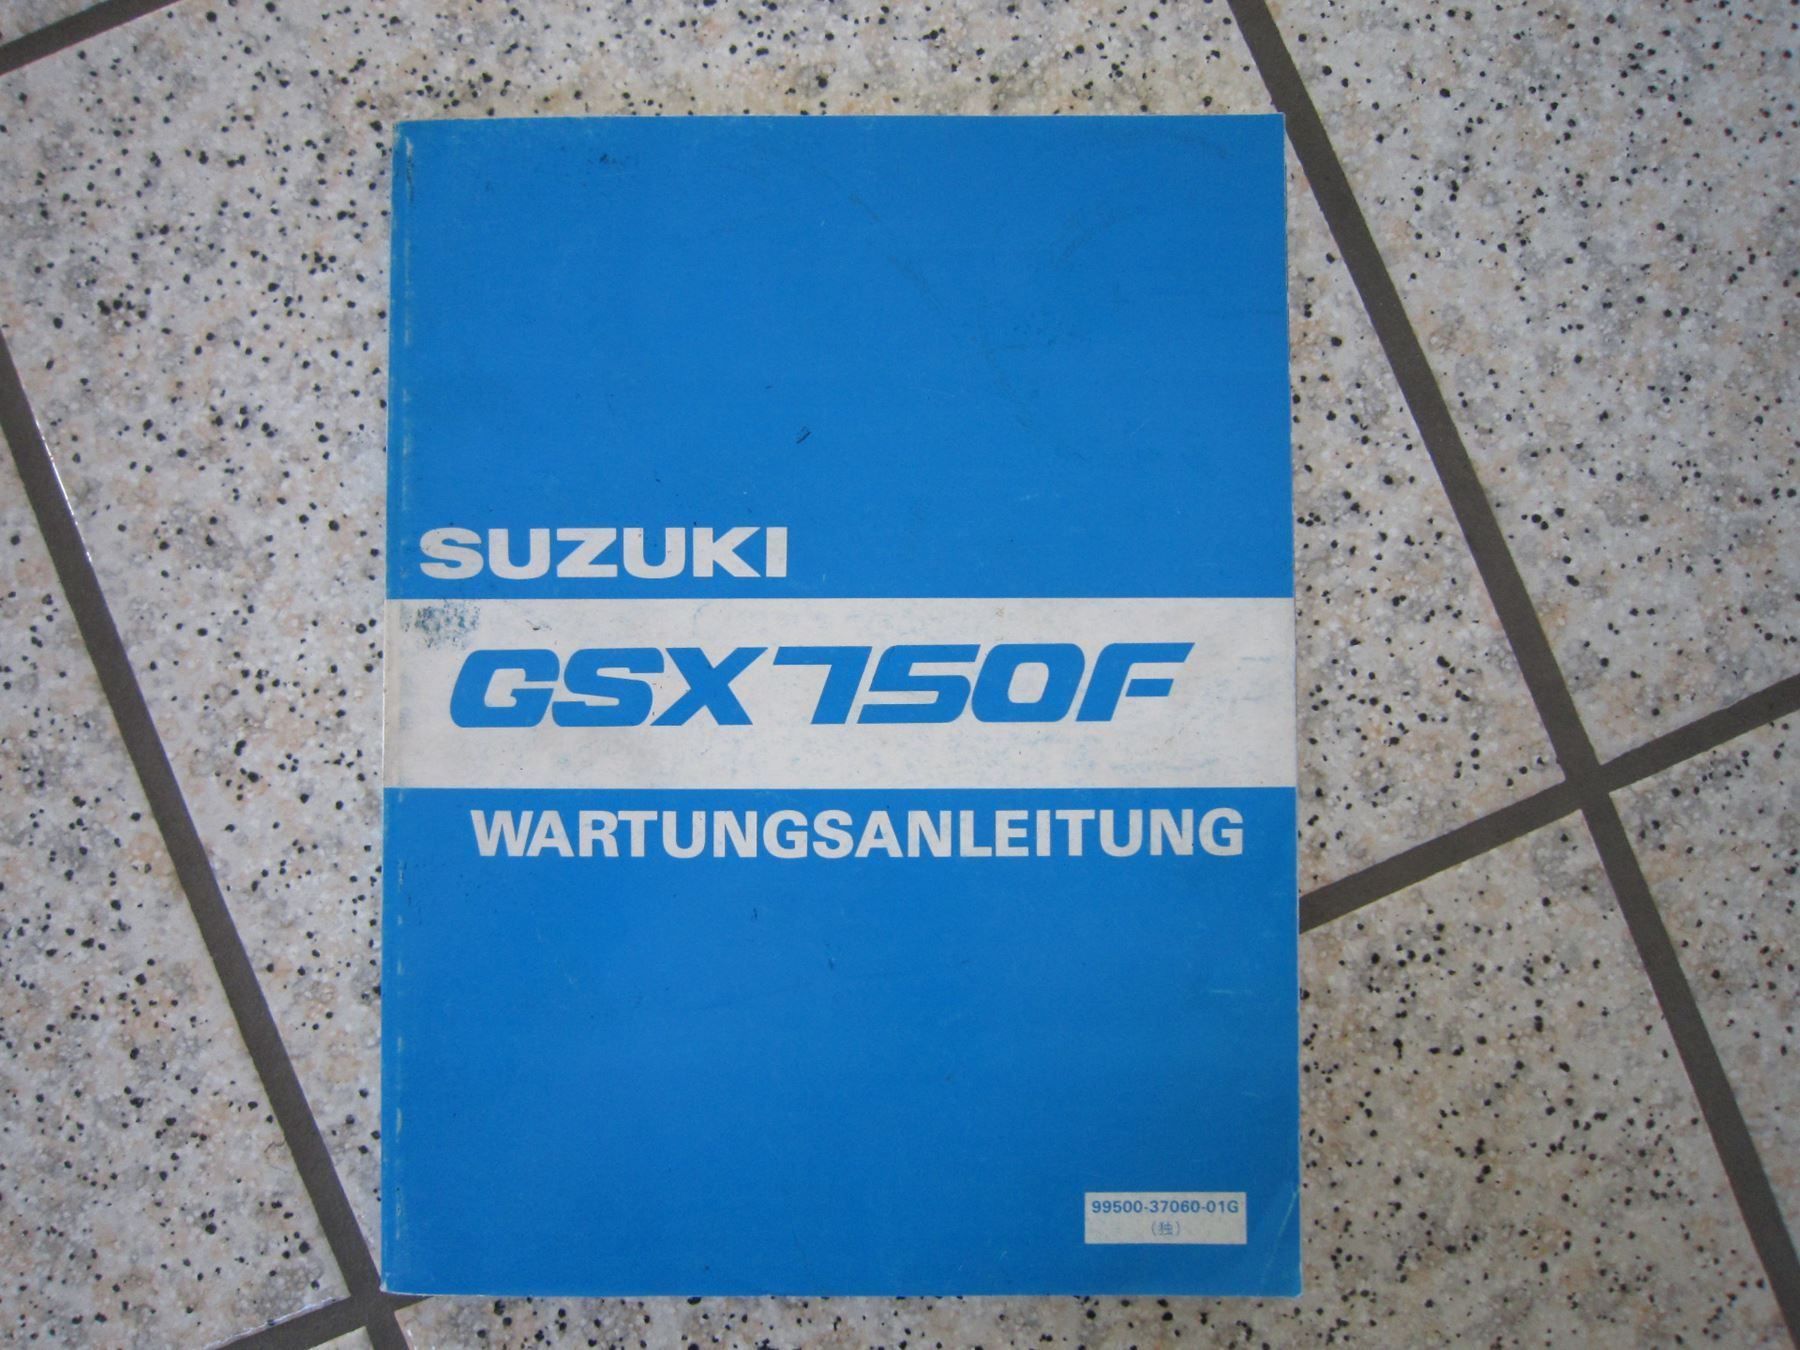 SUZUKI
GSX750F
WARTUNGSANLEITUNG
99500-37060-01G
(独)